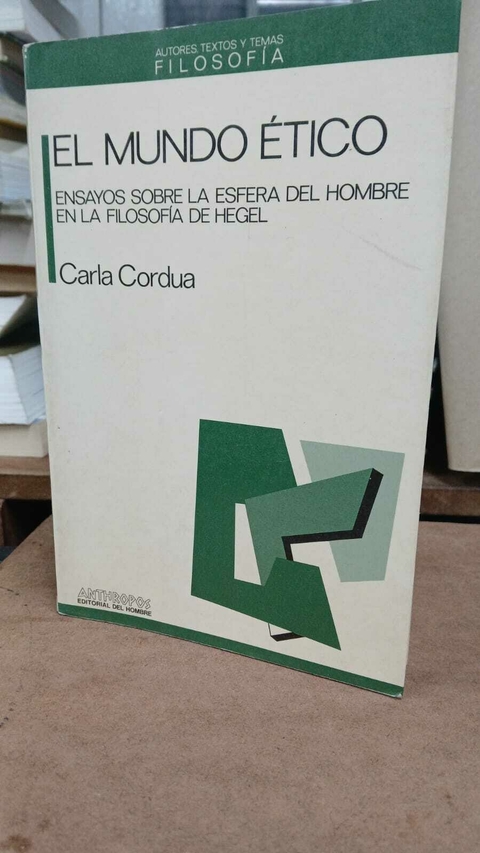 AUTORES, TEXTOS Y TEMAS
FILOSOFÍA
EL MUNDO ÉTICO
ENSAYOS SOBRE LA ESFERA DEL HOMBRE
EN LA FILOSOFÍA DE HEGEL
Carla Cordua
ANTHROPOS
EDITORIAL DEL HOMBRE